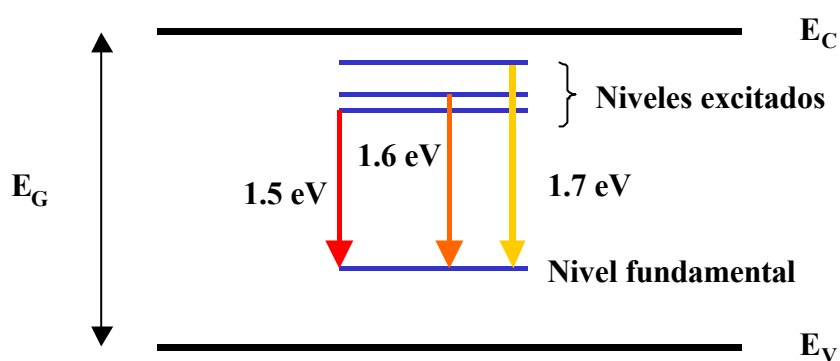 E_C
Niveles excitados
1.6 eV
1.5 eV
1.7 eV
E_G
Nivel fundamental
E_V